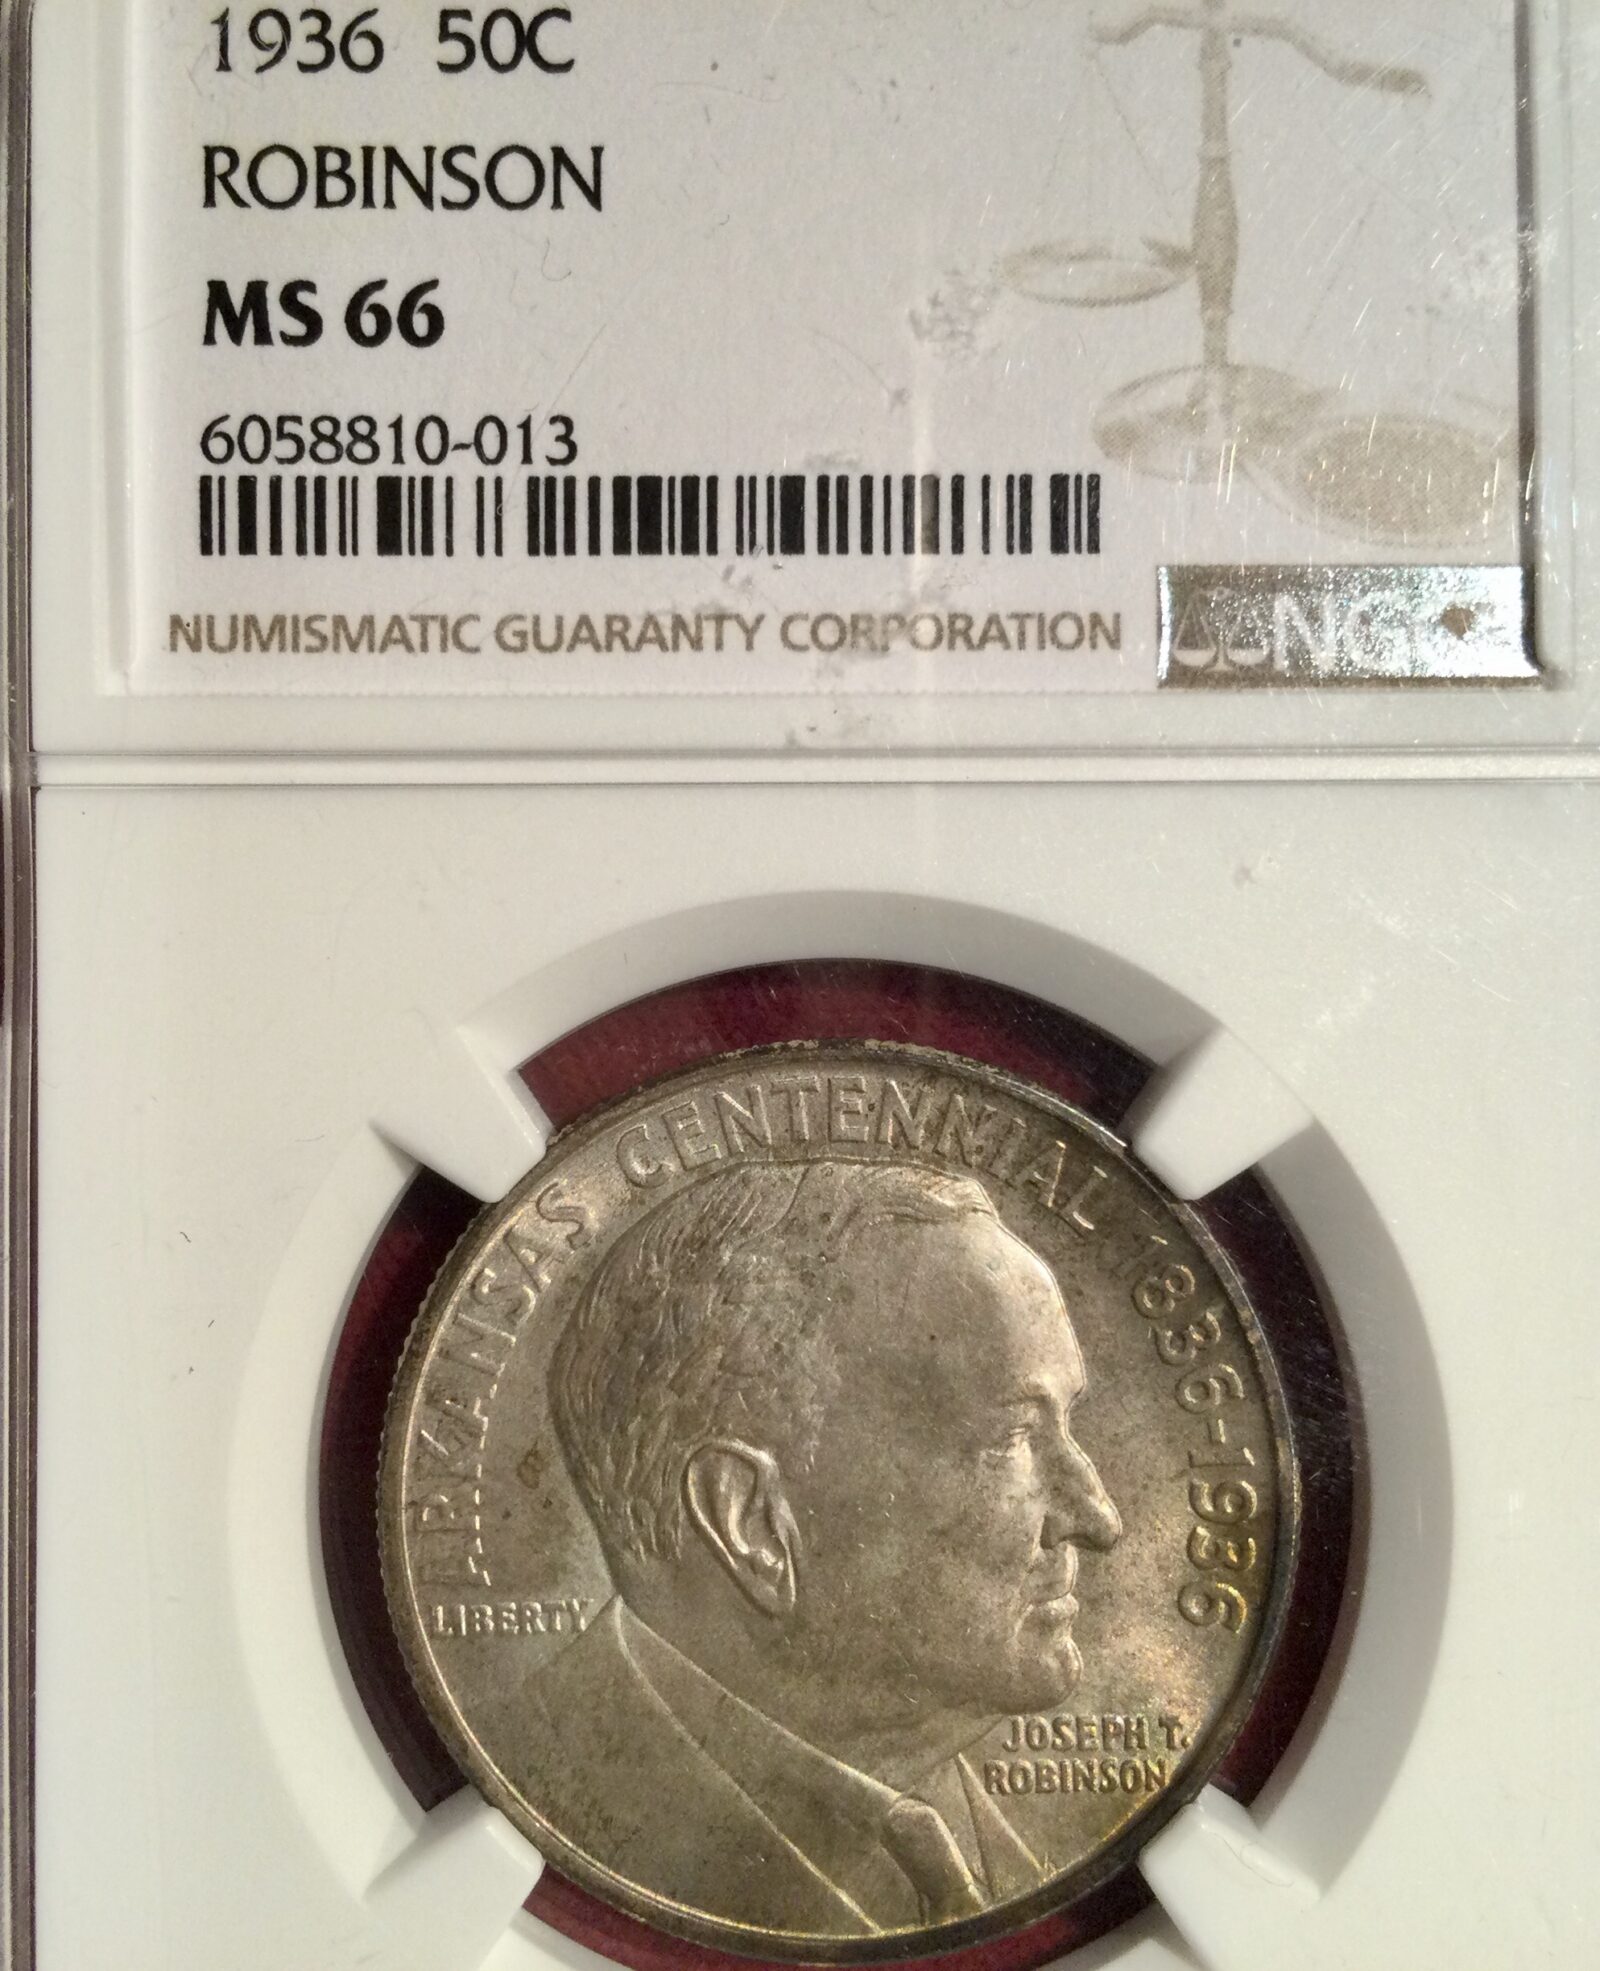 1936 50C
ROBINSON
MS 66
6058810-013
NUMISMATIC GUARANTY CORPORATION
NGC
ARKANSAS CENTENNIAL 1836-1936
LIBERTY
JOSEPH T.
ROBINSON